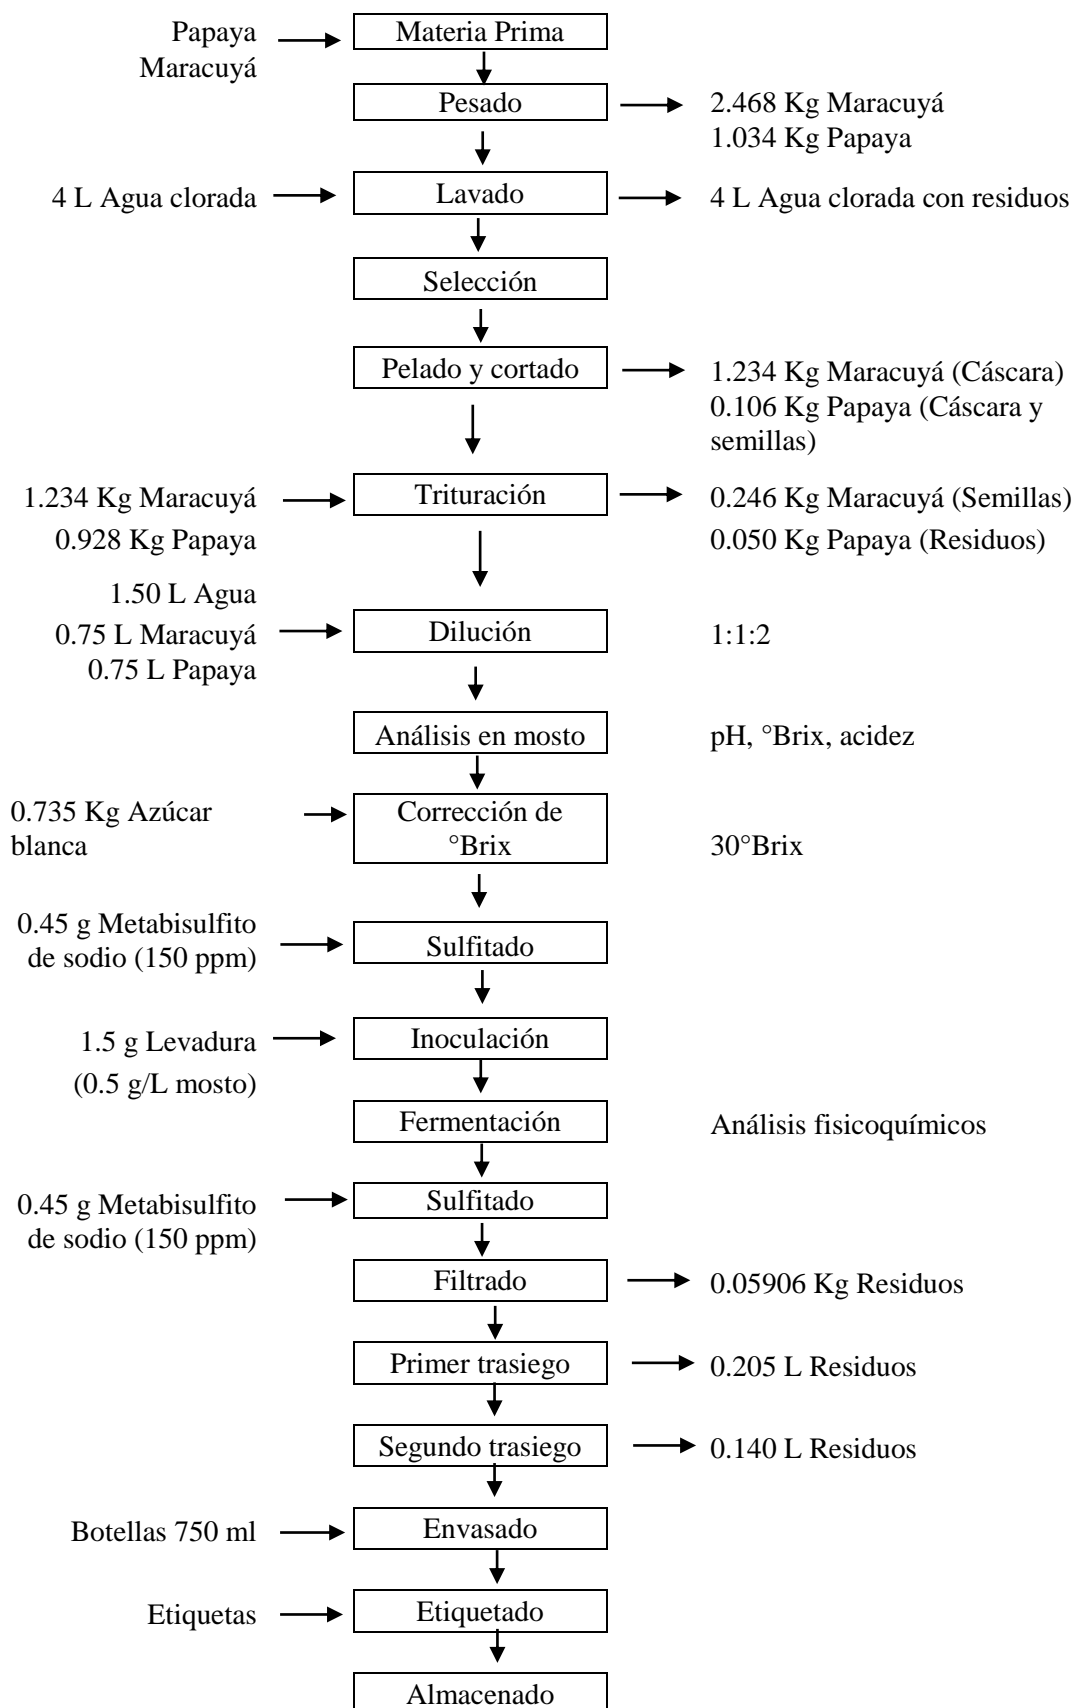 Papaya
Maracuyá
Materia Prima
Pesado
2.468 Kg Maracuyá
1.034 Kg Papaya
4 L Agua clorada
Lavado
4 L Agua clorada con residuos
Selección
Pelado y cortado
1.234 Kg Maracuyá (Cáscara)
0.106 Kg Papaya (Cáscara y
semillas)
1.234 Kg Maracuyá
0.928 Kg Papaya
Trituración
0.246 Kg Maracuyá (Semillas)
0.050 Kg Papaya (Residuos)
1.50 L Agua
0.75 L Maracuyá
0.75 L Papaya
Dilución
1:1:2
Análisis en mosto
pH, °Brix, acidez
0.735 Kg Azúcar
blanca
Corrección de
°Brix
30°Brix
0.45 g Metabisulfito
de sodio (150 ppm)
Sulfitado
1.5 g Levadura
(0.5 g/L mosto)
Inoculación
Fermentación
Análisis fisicoquímicos
0.45 g Metabisulfito
de sodio (150 ppm)
Sulfitado
Filtrado
0.05906 Kg Residuos
Primer trasiego
0.205 L Residuos
Segundo trasiego
0.140 L Residuos
Botellas 750 ml
Envasado
Etiquetas
Etiquetado
Almacenado